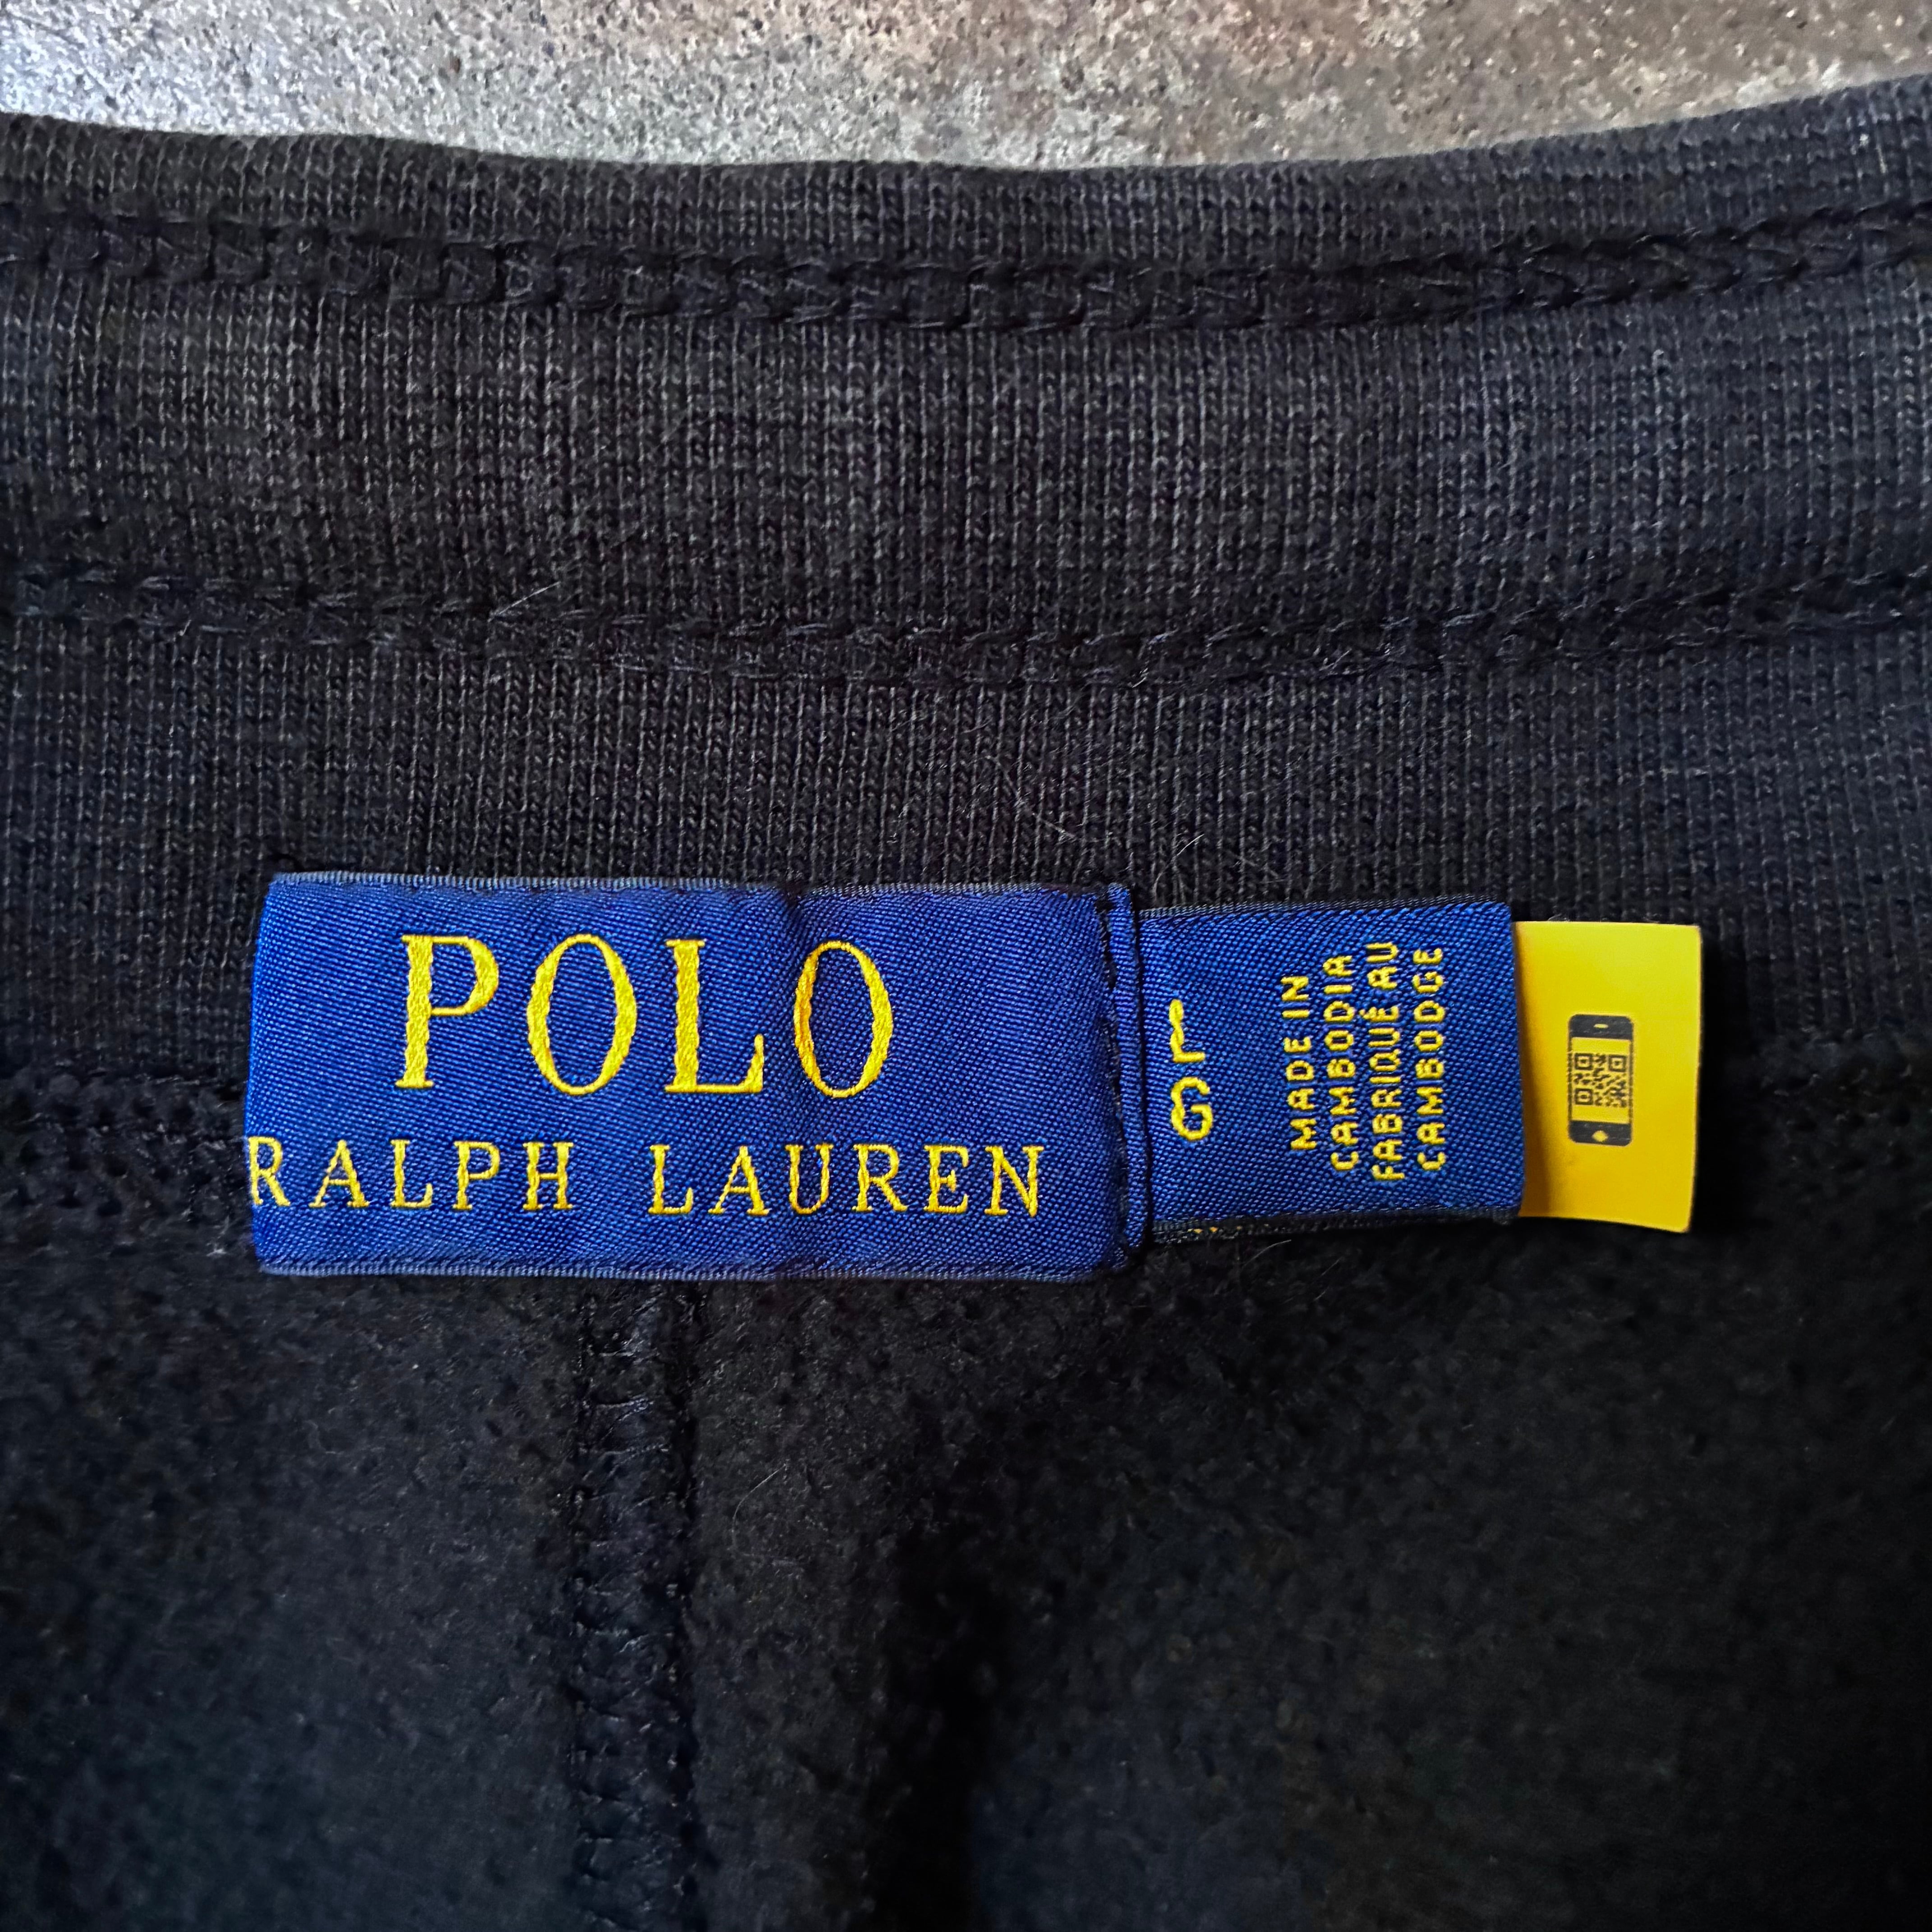 POLO
RALPH LAUREN
MADE IN
CAMBODIA
FABRIQUÉ AU
CAMBODGE